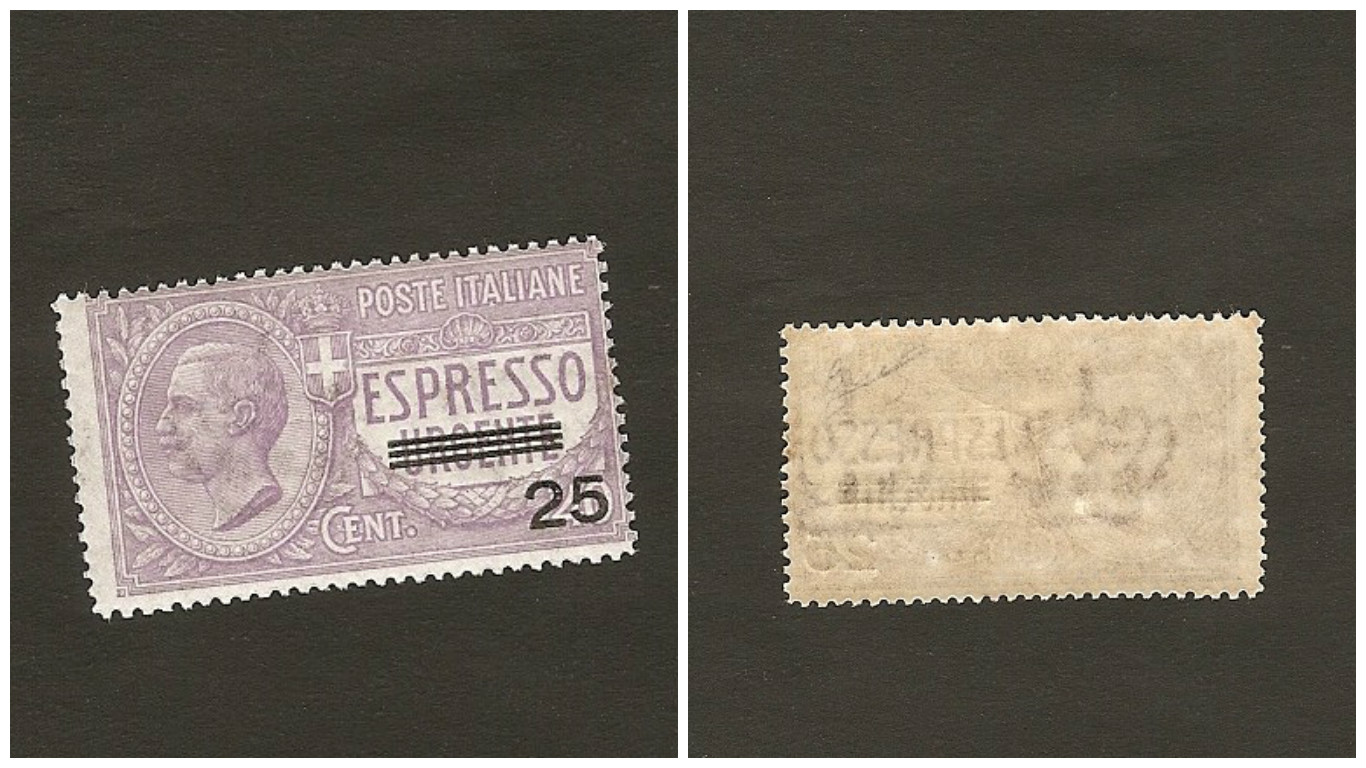 POSTE ITALIANE
ESPRESSO
URGENTE
25
CENT.